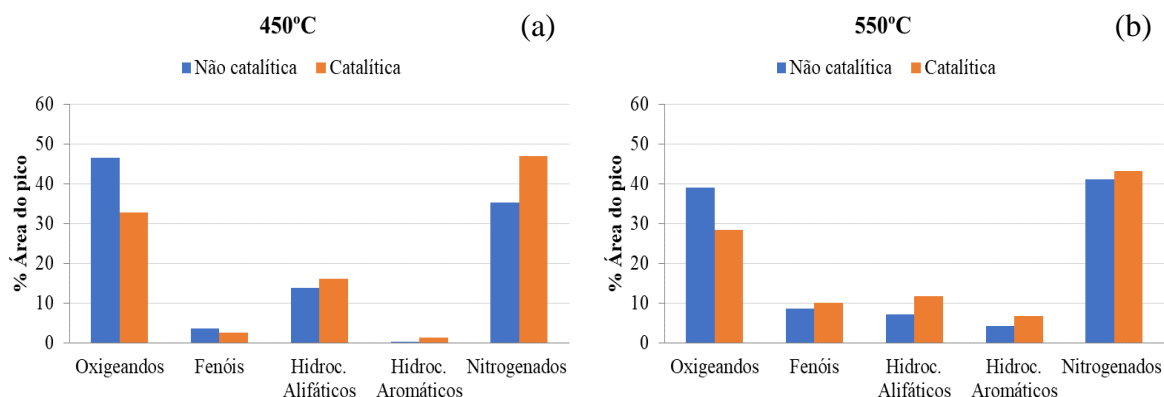 450ºC
(a)
Não catalítica
Catalítica
% Área do pico
60
50
40
30
20
10
0
Oxigeandos
Fenóis
Hidroc.
Alifáticos
Hidroc.
Aromáticos
Nitrogenados
550ºC
(b)
Não catalítica
Catalítica
% Área do pico
60
50
40
30
20
10
0
Oxigeandos
Fenóis
Hidroc.
Alifáticos
Hidroc.
Aromáticos
Nitrogenados